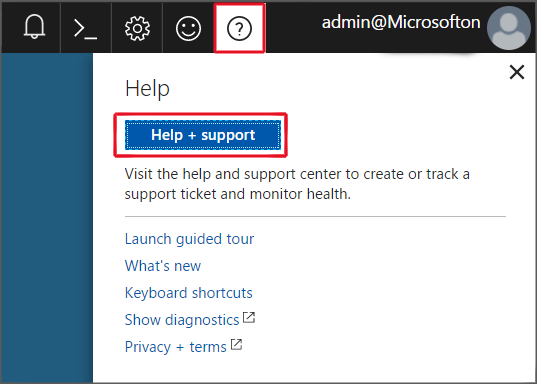 admin@Microsofton
Help
Help + support
Visit the help and support center to create or track a
support ticket and monitor health.
Launch guided tour
What's new
Keyboard shortcuts
Show diagnostics
Privacy + terms